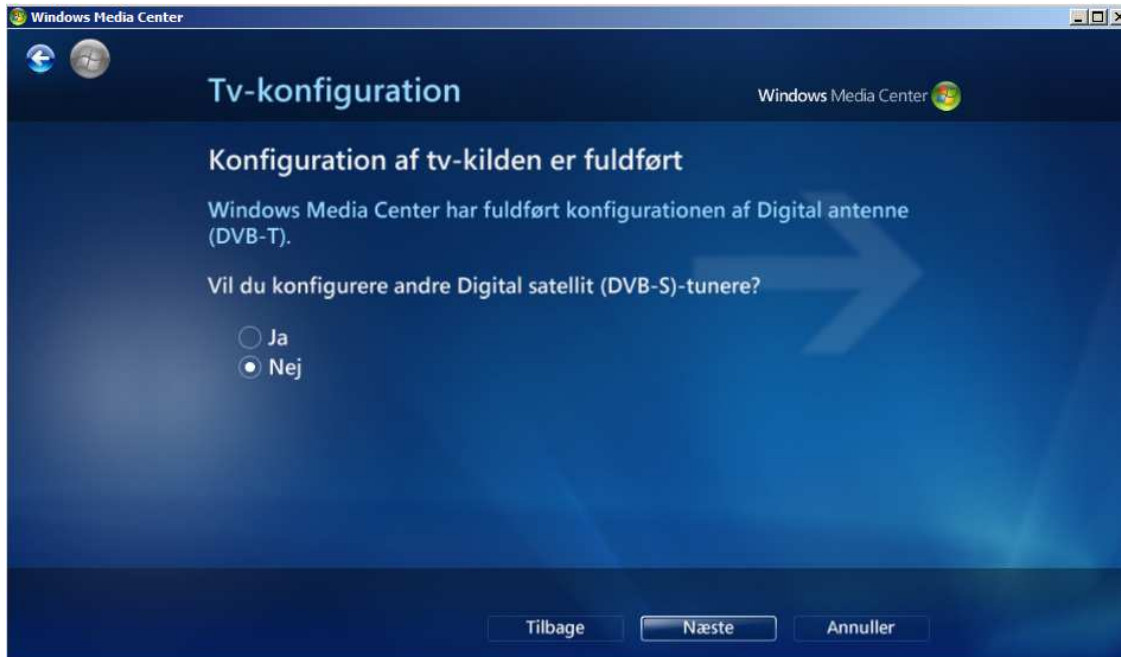 Windows Media Center
Tv-konfiguration
Windows Media Center
Konfiguration af tv-kilden er fuldført
Windows Media Center har fuldført konfigurationen af Digital antenne
(DVB-T).
Vil du konfigurere andre Digital satellit (DVB-S)-tunere?
Ja
Nej
Tilbage
Næste
Annuller